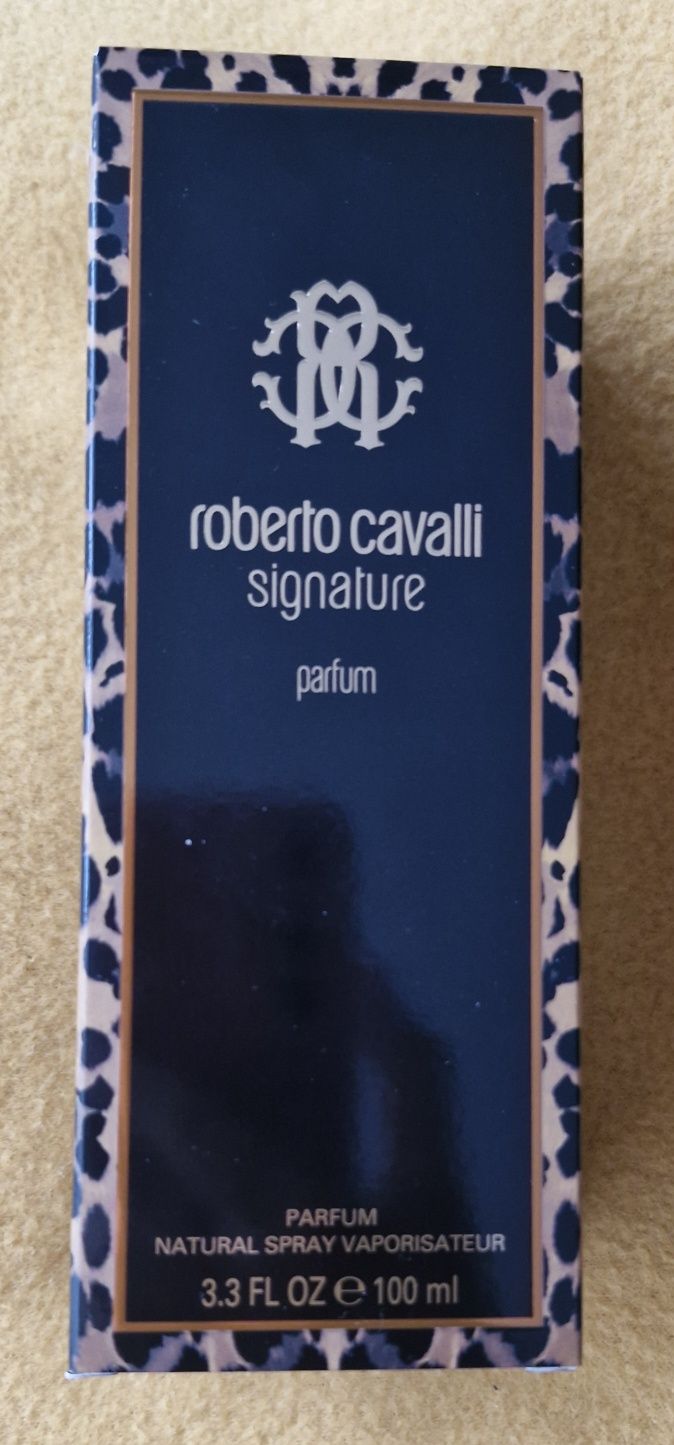 roberto cavalli
signature
parfum
PARFUM
NATURAL SPRAY VAPORISATEUR
3.3 FL OZ ℮ 100 ml